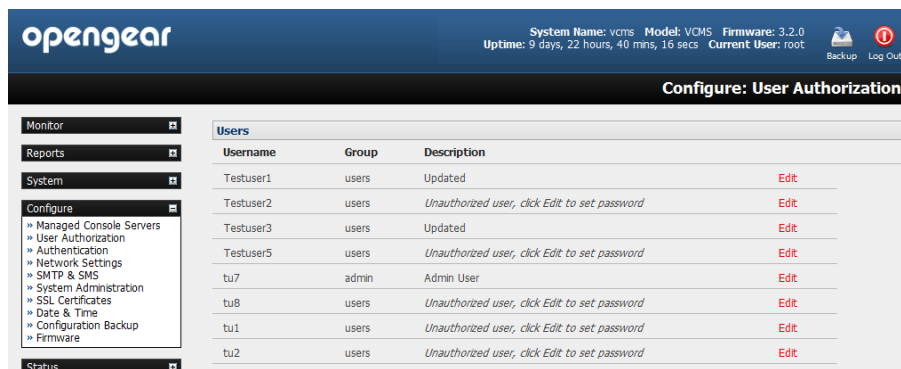 opengear
System Name: vcms Model: VCMS Firmware: 3.2.0
Uptime: 9 days, 22 hours, 40 mins, 16 secs Current User: root
Backup Log Out
Configure: User Authorization
Monitor
Reports
System
Configure
» Managed Console Servers
» User Authorization
» Authentication
» Network Settings
» SMTP & SMS
» System Administration
» SSL Certificates
» Date & Time
» Configuration Backup
» Firmware
Status
Users
Username Group Description
Testuser1 users Updated Edit
Testuser2 users Unauthorized user, click Edit to set password Edit
Testuser3 users Updated Edit
Testuser5 users Unauthorized user, click Edit to set password Edit
tu7 admin Admin User Edit
tu8 users Unauthorized user, click Edit to set password Edit
tu1 users Unauthorized user, click Edit to set password Edit
tu2 users Unauthorized user, click Edit to set password Edit